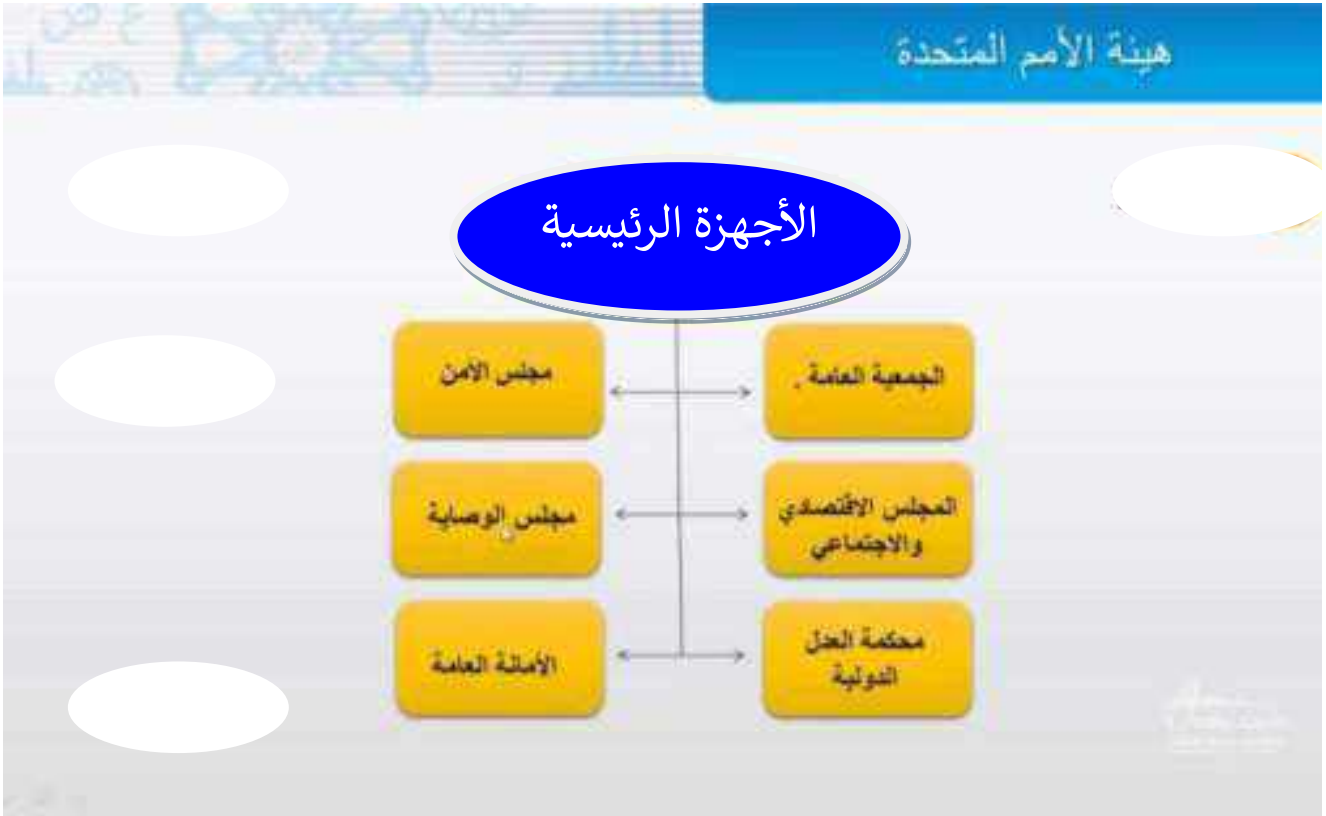 هيئة الأمم المتحدة
الأجهزة الرئيسية
الجمعية العامة
مجلس الأمن
المجلس الاقتصادي
والاجتماعي
مجلس الوصاية
محكمة العدل
الدولية
الأمانة العامة